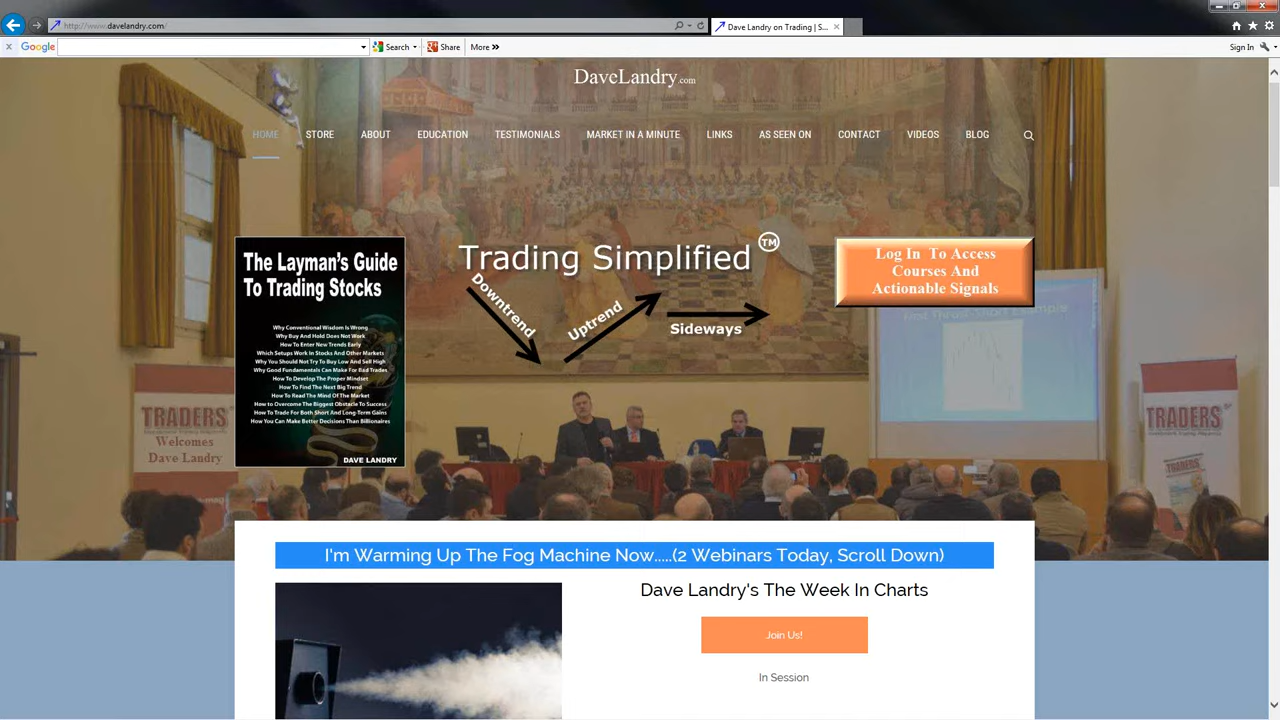 http://www.davelandry.com/
Dave Landry on Trading | S...
Google
Search
Share
More
Sign In
DaveLandry.com
HOME
STORE
ABOUT
EDUCATION
TESTIMONIALS
MARKET IN A MINUTE
LINKS
AS SEEN ON
CONTACT
VIDEOS
BLOG
The Layman's Guide
To Trading Stocks
Why Conventional Wisdom Is Wrong
Why Buy And Hold Does Not Work
How To Enter New Trends Early
Which Setups Work In Stocks And Other Markets
Why You Should Not Try To Buy Low And Sell High
Why Good Fundamentals Can Make For Bad Trades
How To Develop The Proper Mindset
How To Find The Next Big Trend
How To Read The Mind Of The Market
How to Overcome The Biggest Obstacle To Success
How To Trade For Both Short And Long-Term Gains
How You Can Make Better Decisions Than Billionaires
DAVE LANDRY
Trading Simplified TM
Downtrend
Uptrend
Sideways
Log In To Access
Courses And
Actionable Signals
TRADERS'
Welcomes
Dave Landry
TRADERS'
I'm Warming Up The Fog Machine Now.....(2 Webinars Today, Scroll Down)
Dave Landry's The Week In Charts
Join Us!
In Session